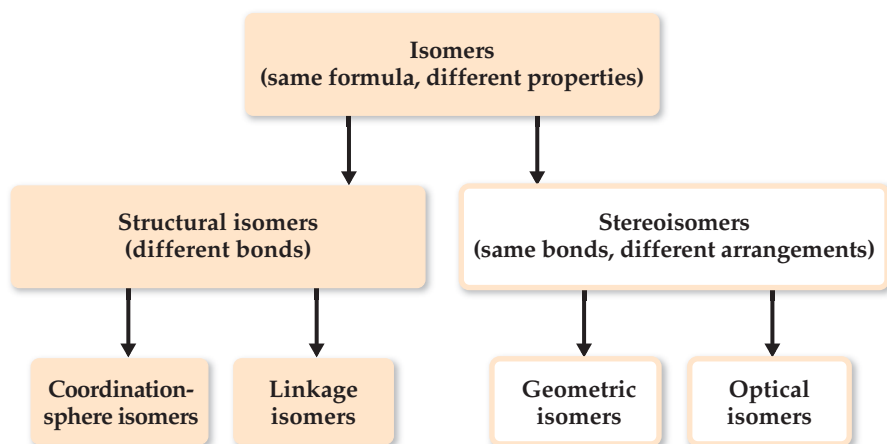 Isomers
(same formula, different properties)
Structural isomers
(different bonds)
Stereoisomers
(same bonds, different arrangements)
Coordination-
sphere isomers
Linkage
isomers
Geometric
isomers
Optical
isomers